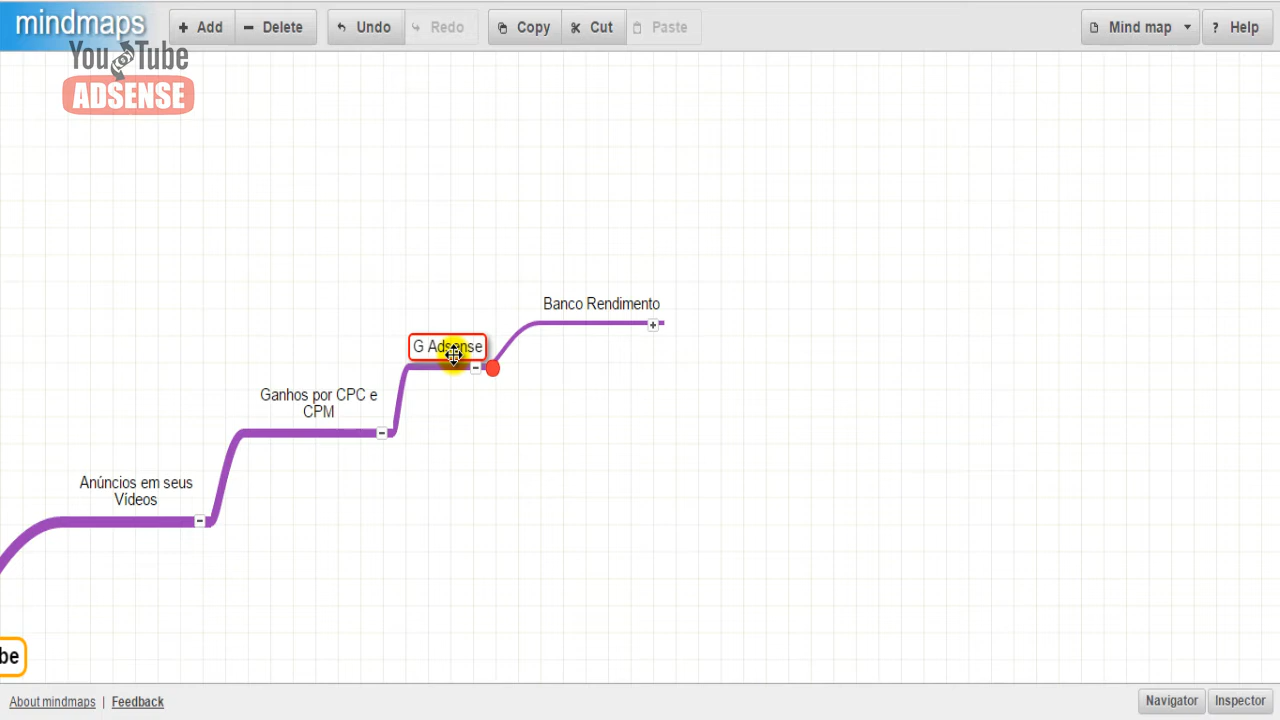 mindmaps
Add Delete Undo Redo Copy Cut Paste Mind map ? Help
YouTube
ADSENSE
Banco Rendimento
G Adsense
Ganhos por CPC e
CPM
Anúncios em seus
Vídeos
be
About mindmaps | Feedback Navigator Inspector